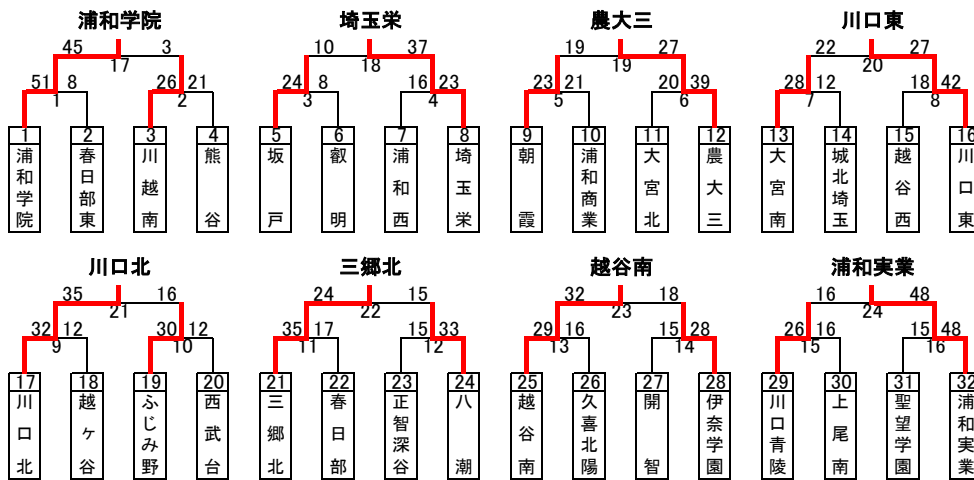 浦和学院 埼玉栄 農大三 川口東
45 3 10 37 19 27 22 27
17 18 19 20
51 8 26 21 24 8 16 23 23 21 20 39 28 12 18 42
1 2 3 4 5 6 7 8
1 2 3 4 5 6 7 8 9 10 11 12 13 14 15 16
浦和学院 春日部東 川越南 熊谷 坂戸 叡明 浦和西 埼玉栄 朝霞 浦和商業 大宮北 農大三 大宮南 城北埼玉 越谷西 川口東
川口北 三郷北 越谷南 浦和実業
35 16 24 15 32 18 16 48
21 22 23 24
32 12 30 12 35 17 15 33 29 16 15 28 26 16 15 48
9 10 11 12 13 14 15 16
17 18 19 20 21 22 23 24 25 26 27 28 29 30 31 32
川口北 越ヶ谷 ふじみ野 西武台 三郷北 春日部 正智深谷 八潮 越谷南 久喜北陽 開智 伊奈学園 川口青陵 上尾南 聖望学園 浦和実業